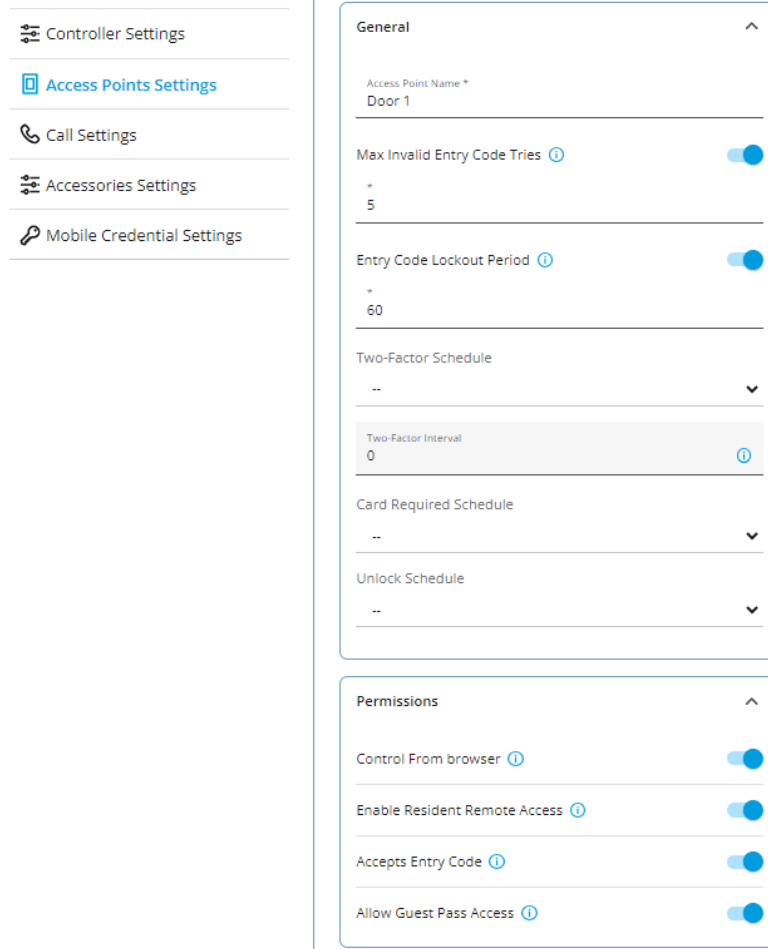 Controller Settings
Access Points Settings
Call Settings
Accessories Settings
Mobile Credential Settings
General
Access Point Name *
Door 1
Max Invalid Entry Code Tries
*
5
Entry Code Lockout Period
*
60
Two-Factor Schedule
--
Two-Factor Interval
0
Card Required Schedule
--
Unlock Schedule
--
Permissions
Control From browser
Enable Resident Remote Access
Accepts Entry Code
Allow Guest Pass Access